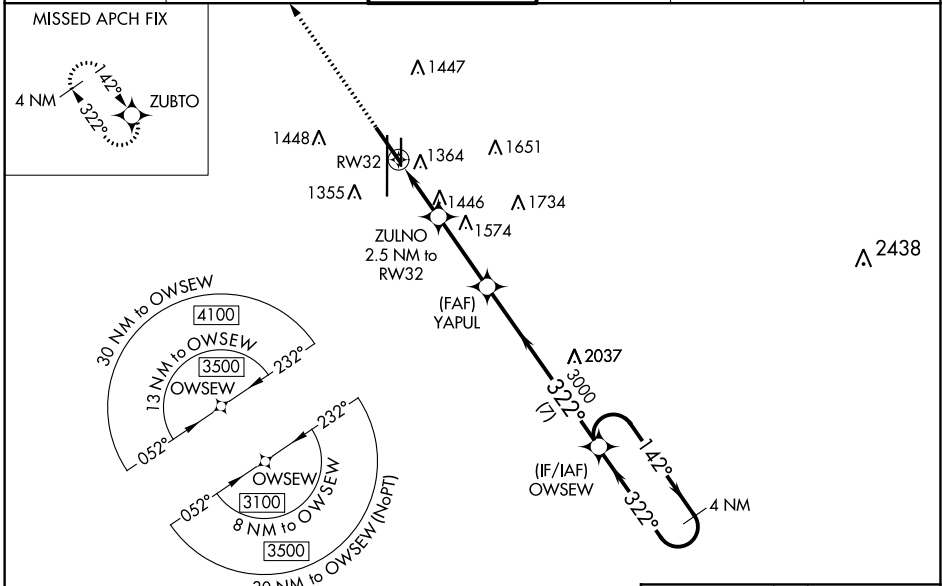 MISSED APCH FIX
4 NM
142°
322°
ZUBTO
1447
1448
RW32
1364
1651
1355
1446
1734
1574
ZULNO
2.5 NM to
RW32
2438
(FAF)
YAPUL
30 NM to OWSEW
4100
13 NM to OWSEW
3500
OWSEW
232°
052°
2037
3000
322°
(7)
232°
OWSEW
052°
3100
8 NM to OWSEW
3500
30 NM to OWSEW (NoPT)
(IF/IAF)
OWSEW
142°
322°
4 NM